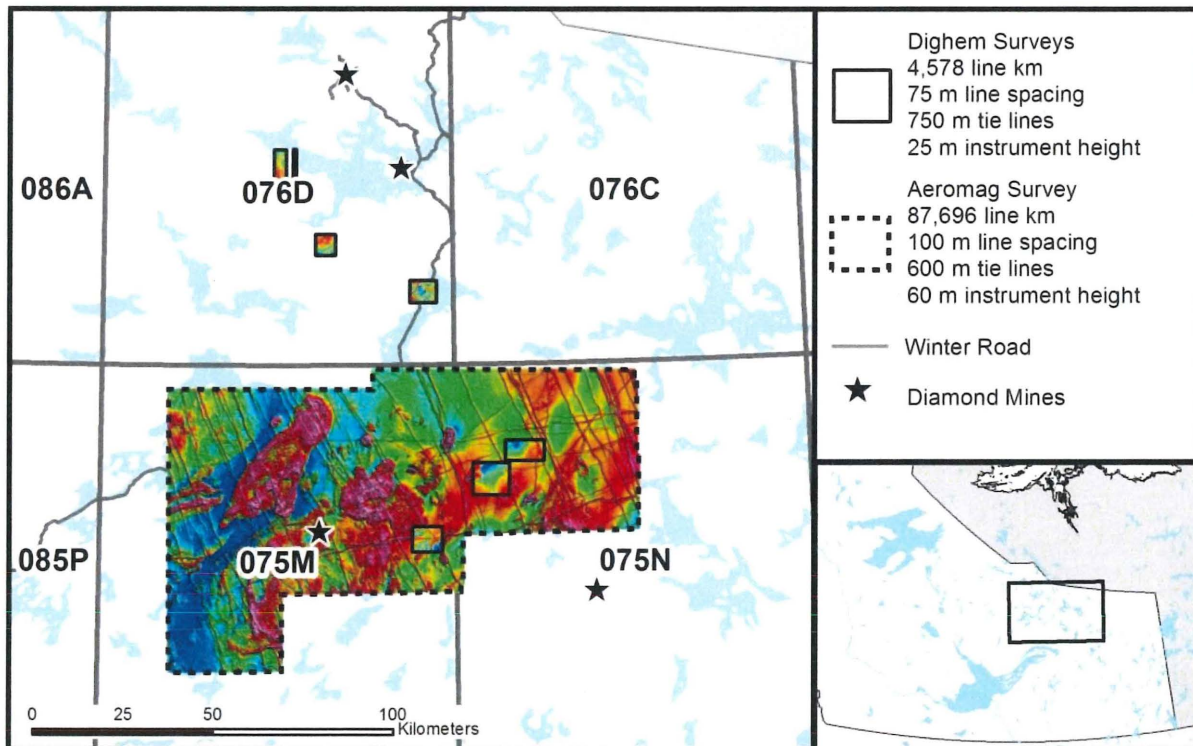 086A
076D
076C
085P
075M
075N
0
25
50
100
Kilometers
Dighem Surveys
4,578 line km
75 m line spacing
750 m tie lines
25 m instrument height
Aeromag Survey
87,696 line km
100 m line spacing
600 m tie lines
60 m instrument height
Winter Road
Diamond Mines